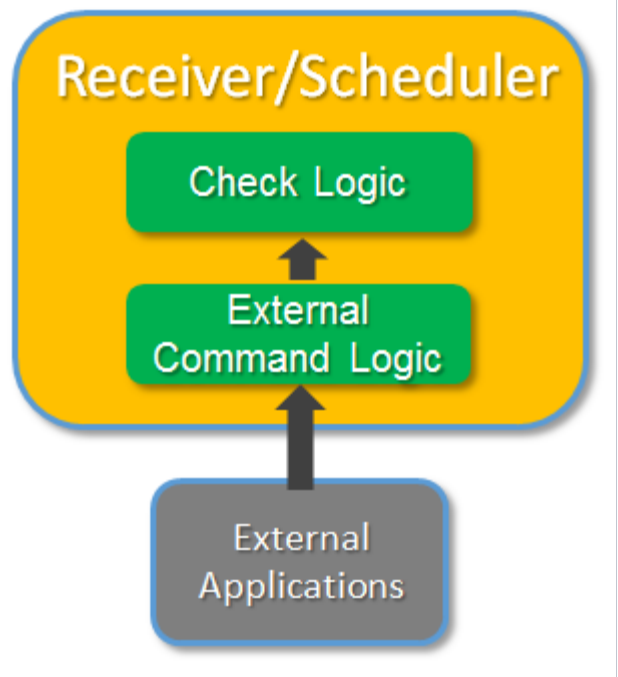 Receiver/Scheduler
Check Logic
External
Command Logic
External
Applications